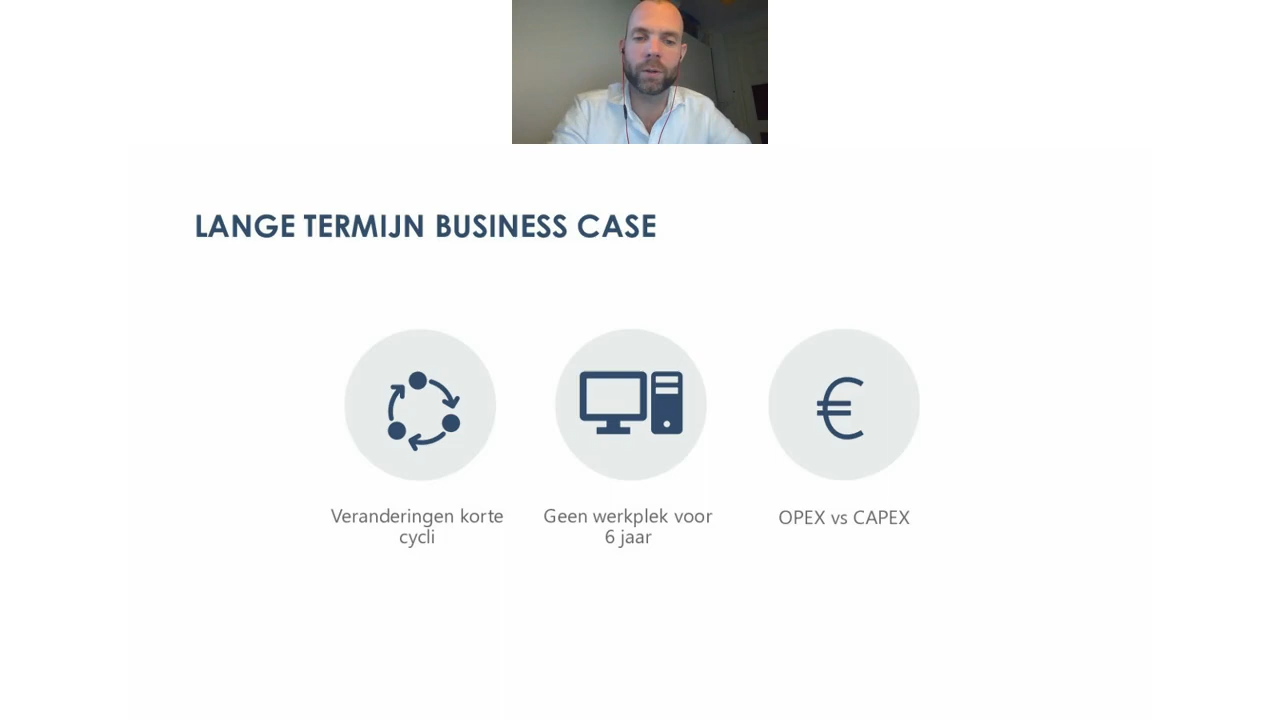 LANGE TERMIJN BUSINESS CASE
Veranderingen korte
cycli
Geen werkplek voor
6 jaar
OPEX vs CAPEX